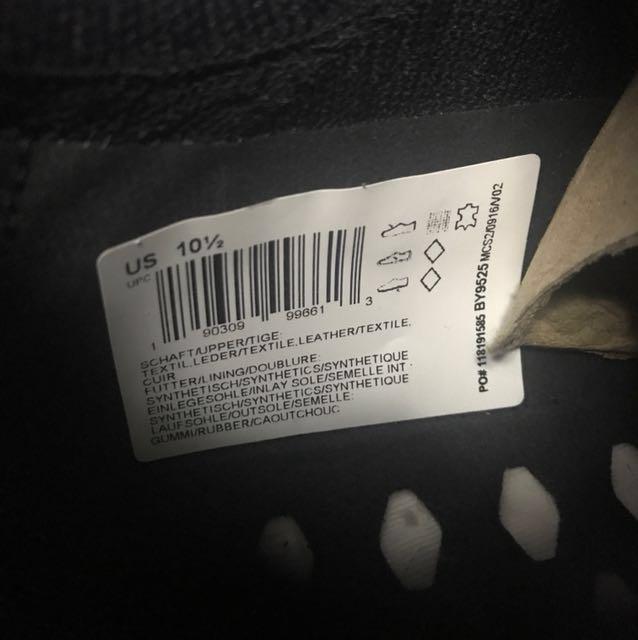 US 10½
UPC
1 90309 99661 3
SCHAFT/UPPER/TIGE:
TEXTIL,LEDER/TEXTILE,LEATHER/TEXTILE,
CUIR
FUTTER/LINING/DOUBLURE:
SYNTHETISCH/SYNTHETICS/SYNTHETIQUE
EINLEGESOHLE/INLAY SOLE/SEMELLE INT.:
SYNTHETISCH/SYNTHETICS/SYNTHETIQUE
LAUFSOHLE/OUTSOLE/SEMELLE:
GUMMI/RUBBER/CAOUTCHOUC
PO# 118191585 BY9525 MCS2/0916/V02